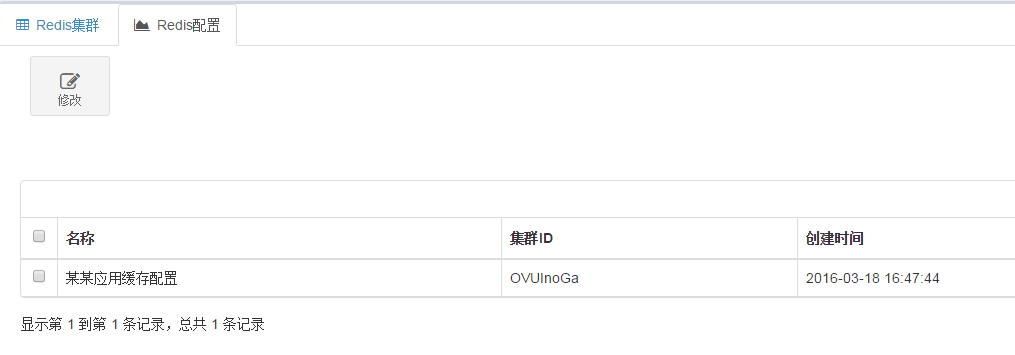 Redis集群 Redis配置
修改
名称 集群ID 创建时间
某某应用缓存配置 OVUInoGa 2016-03-18 16:47:44
显示第 1 到第 1 条记录，总共 1 条记录